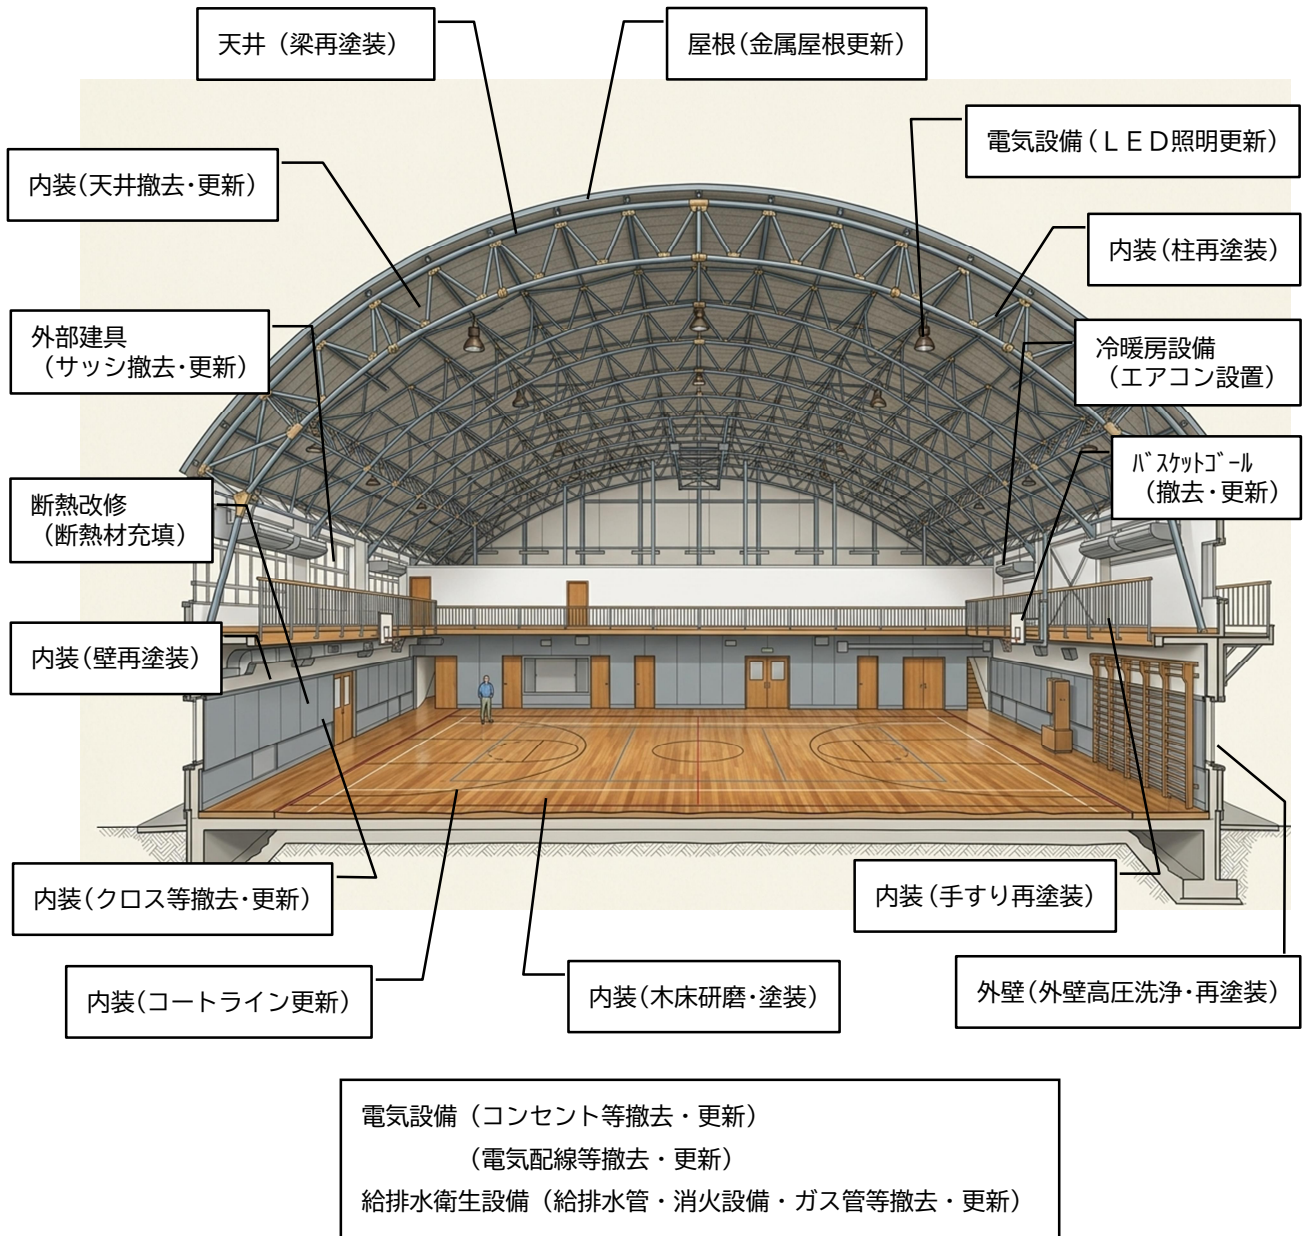 天井（梁再塗装）
屋根（金属屋根更新）
電気設備（ＬＥＤ照明更新）
内装（天井撤去・更新）
内装（柱再塗装）
外部建具
（サッシ撤去・更新）
冷暖房設備
（エアコン設置）
ﾊﾞｽｹｯﾄｺﾞｰﾙ
（撤去・更新）
断熱改修
（断熱材充填）
内装（壁再塗装）
内装（クロス等撤去・更新）
内装（手すり再塗装）
内装（コートライン更新）
内装（木床研磨・塗装）
外壁（外壁高圧洗浄・再塗装）
電気設備（コンセント等撤去・更新）
（電気配線等撤去・更新）
給排水衛生設備（給排水管・消火設備・ガス管等撤去・更新）